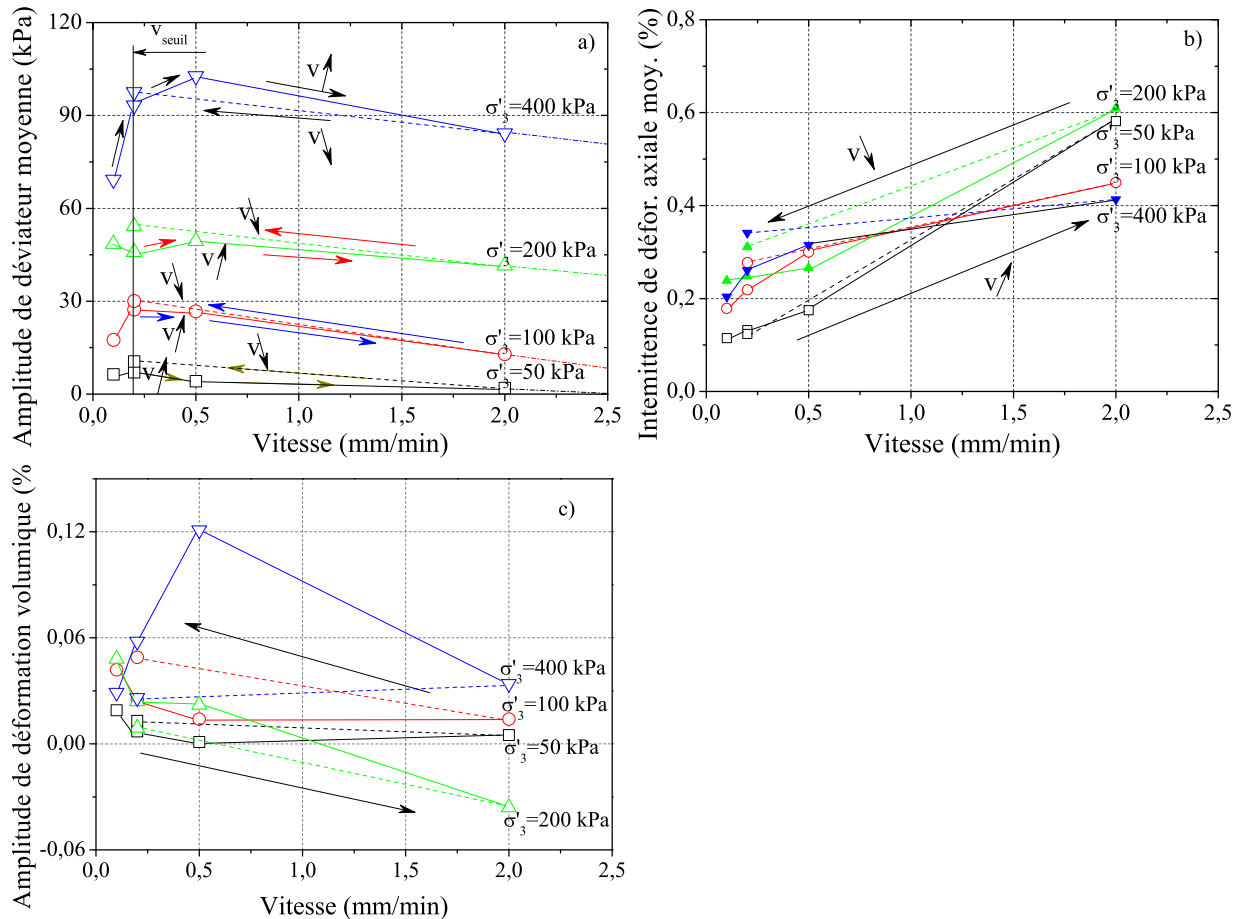 Amplitude de déviateur moyenne (kPa)
120
90
60
30
0
v seuil
a)
v
v
σ'3=400 kPa
v
v
σ'3=200 kPa
v
v
σ'3=100 kPa
v
v
σ'3=50 kPa
0,0 0,5 1,0 1,5 2,0 2,5
Vitesse (mm/min)
Intemittence de défor. axiale moy. (%)
0,8
0,6
0,4
0,2
0,0
b)
σ'3=200 kPa
σ'3=50 kPa
σ'3=100 kPa
σ'3=400 kPa
v
v
0,0 0,5 1,0 1,5 2,0 2,5
Vitesse (mm/min)
Amplitude de déformation volumique (%
0,12
0,06
0,00
-0,06
c)
σ'3=400 kPa
σ'3=100 kPa
σ'3=50 kPa
σ'3=200 kPa
0,0 0,5 1,0 1,5 2,0 2,5
Vitesse (mm/min)